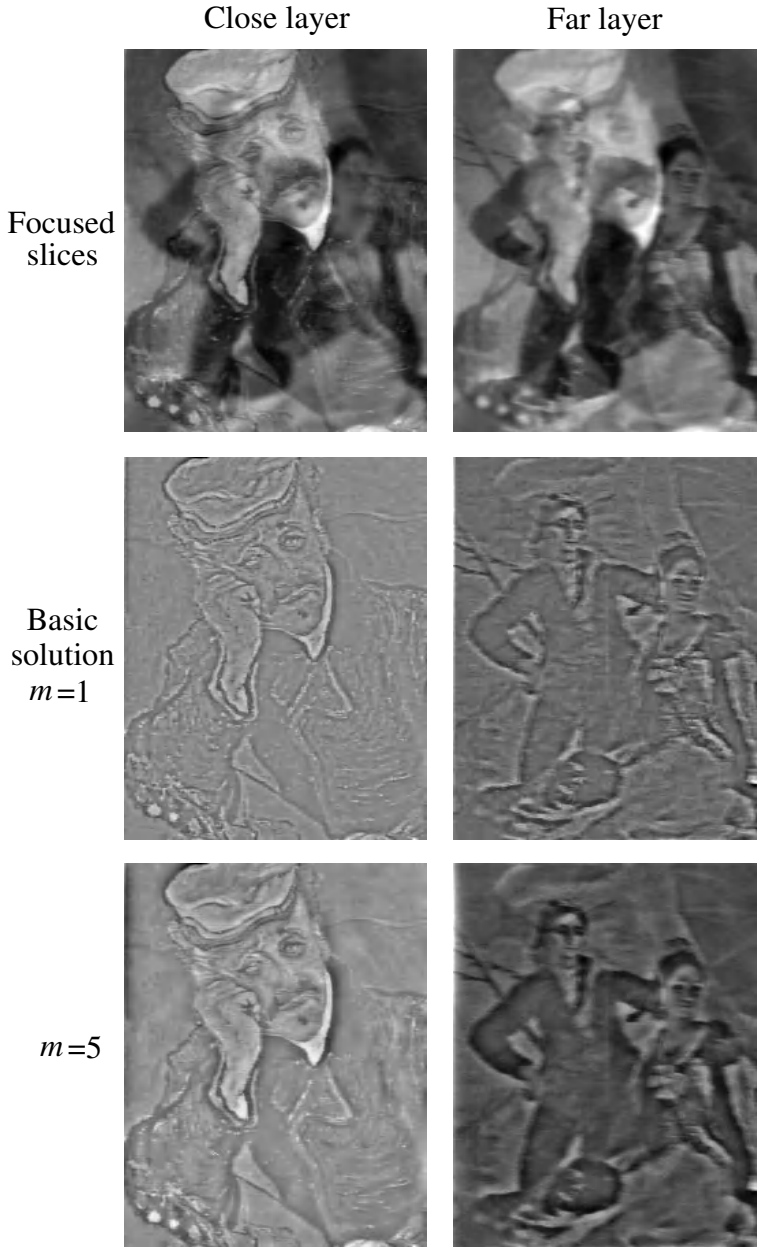 Close layer
Far layer
Focused
slices
Basic
solution
m=1
m=5